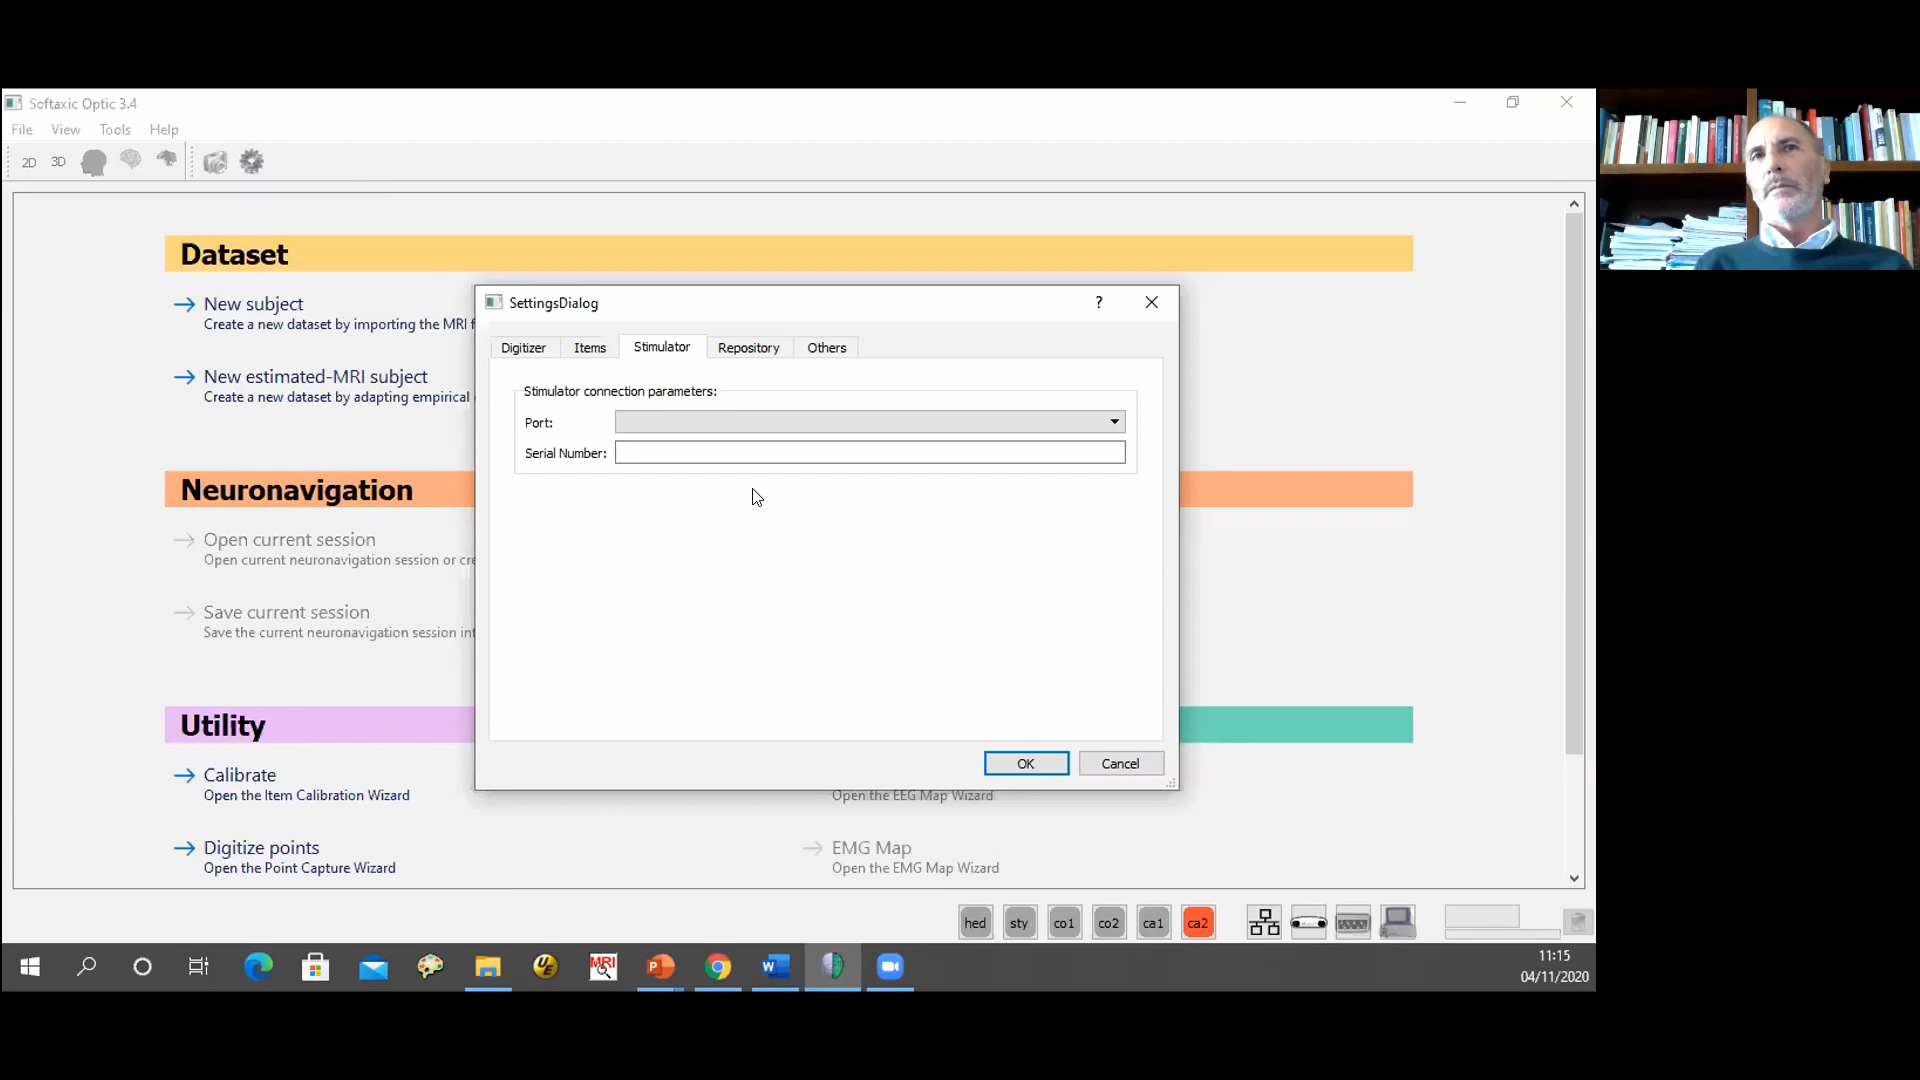 Softaxic Optic 3.4
File View Tools Help
2D 3D
Dataset
New subject
Create a new dataset by importing the MRI f
New estimated-MRI subject
Create a new dataset by adapting empirical
Neuronavigation
Open current session
Open current neuronavigation session or cre
Save current session
Save the current neuronavigation session int
Utility
Calibrate
Open the Item Calibration Wizard
Digitize points
Open the Point Capture Wizard
SettingsDialog
?
Digitizer Items Stimulator Repository Others
Stimulator connection parameters:
Port:
Serial Number:
OK Cancel
Open the EEG Map Wizard
EMG Map
Open the EMG Map Wizard
hed sty co1 co2 ca1 ca2
UE MRI P W
11:15
04/11/2020